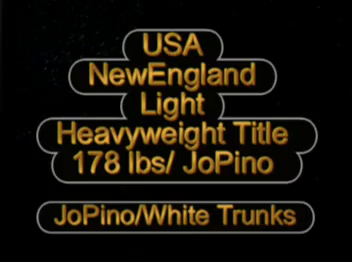 USA
NewEngland
Light
Heavyweight Title
178 lbs/ JoPino
JoPino/White Trunks